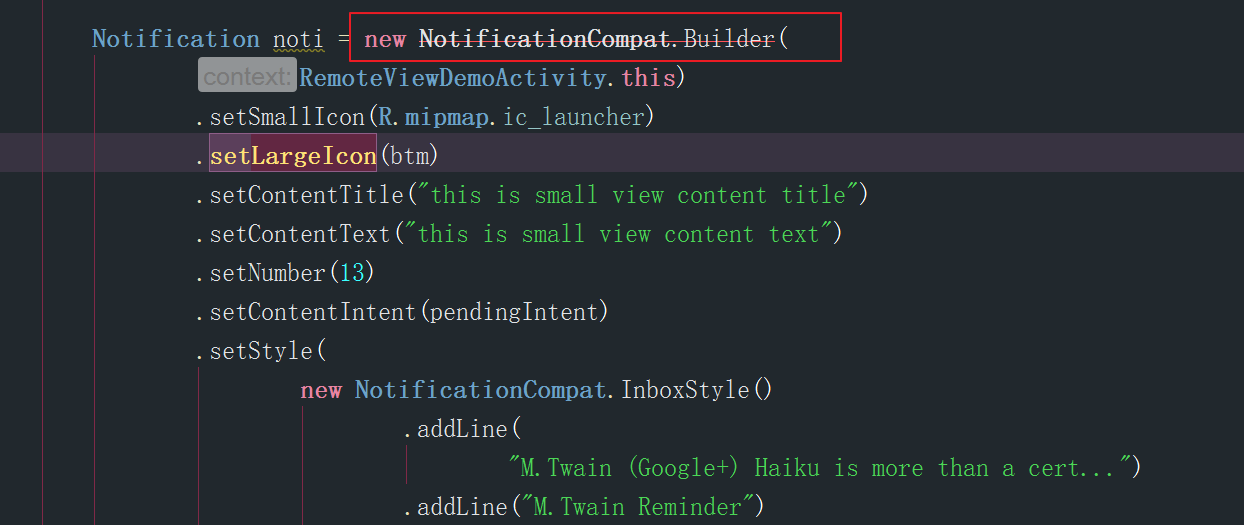 Notification noti = new NotificationCompat.Builder(
context: RemoteViewDemoActivity.this)
.setSmallIcon(R.mipmap.ic_launcher)
.setLargeIcon(btm)
.setContentTitle("this is small view content title")
.setContentText("this is small view content text")
.setNumber(13)
.setContentIntent(pendingIntent)
.setStyle(
new NotificationCompat.InboxStyle()
.addLine(
"M.Twain (Google+) Haiku is more than a cert...")
.addLine("M.Twain Reminder")